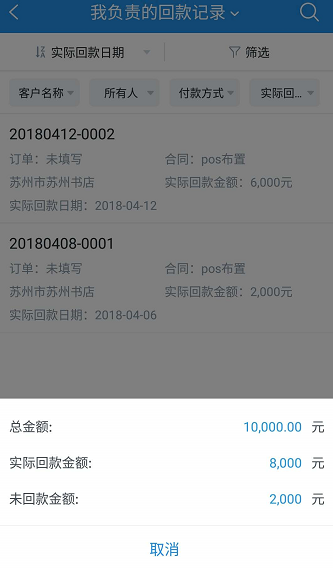 我负责的回款记录
实际回款日期 筛选
客户名称 所有人 付款方式 实际回...
20180412-0002
订单：未填写 合同：pos布置
苏州市苏州书店 实际回款金额：6,000元
实际回款日期：2018-04-12
20180408-0001
订单：未填写 合同：pos布置
苏州市苏州书店 实际回款金额：2,000元
实际回款日期：2018-04-06
总金额: 10,000.00 元
实际回款金额: 8,000 元
未回款金额: 2,000 元
取消